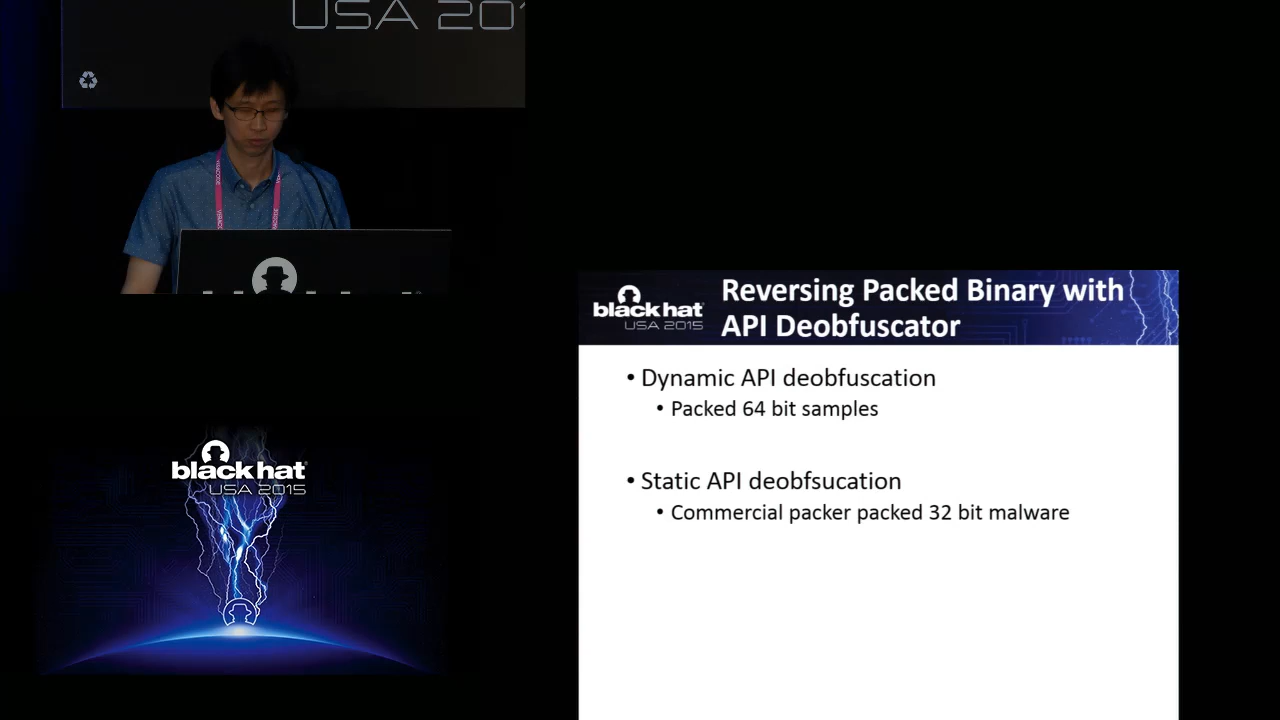 USA 20
black hat
USA 2015
Reversing Packed Binary with
API Deobfuscator
• Dynamic API deobfuscation
• Packed 64 bit samples
• Static API deobfsucation
• Commercial packer packed 32 bit malware
black hat
USA 2015